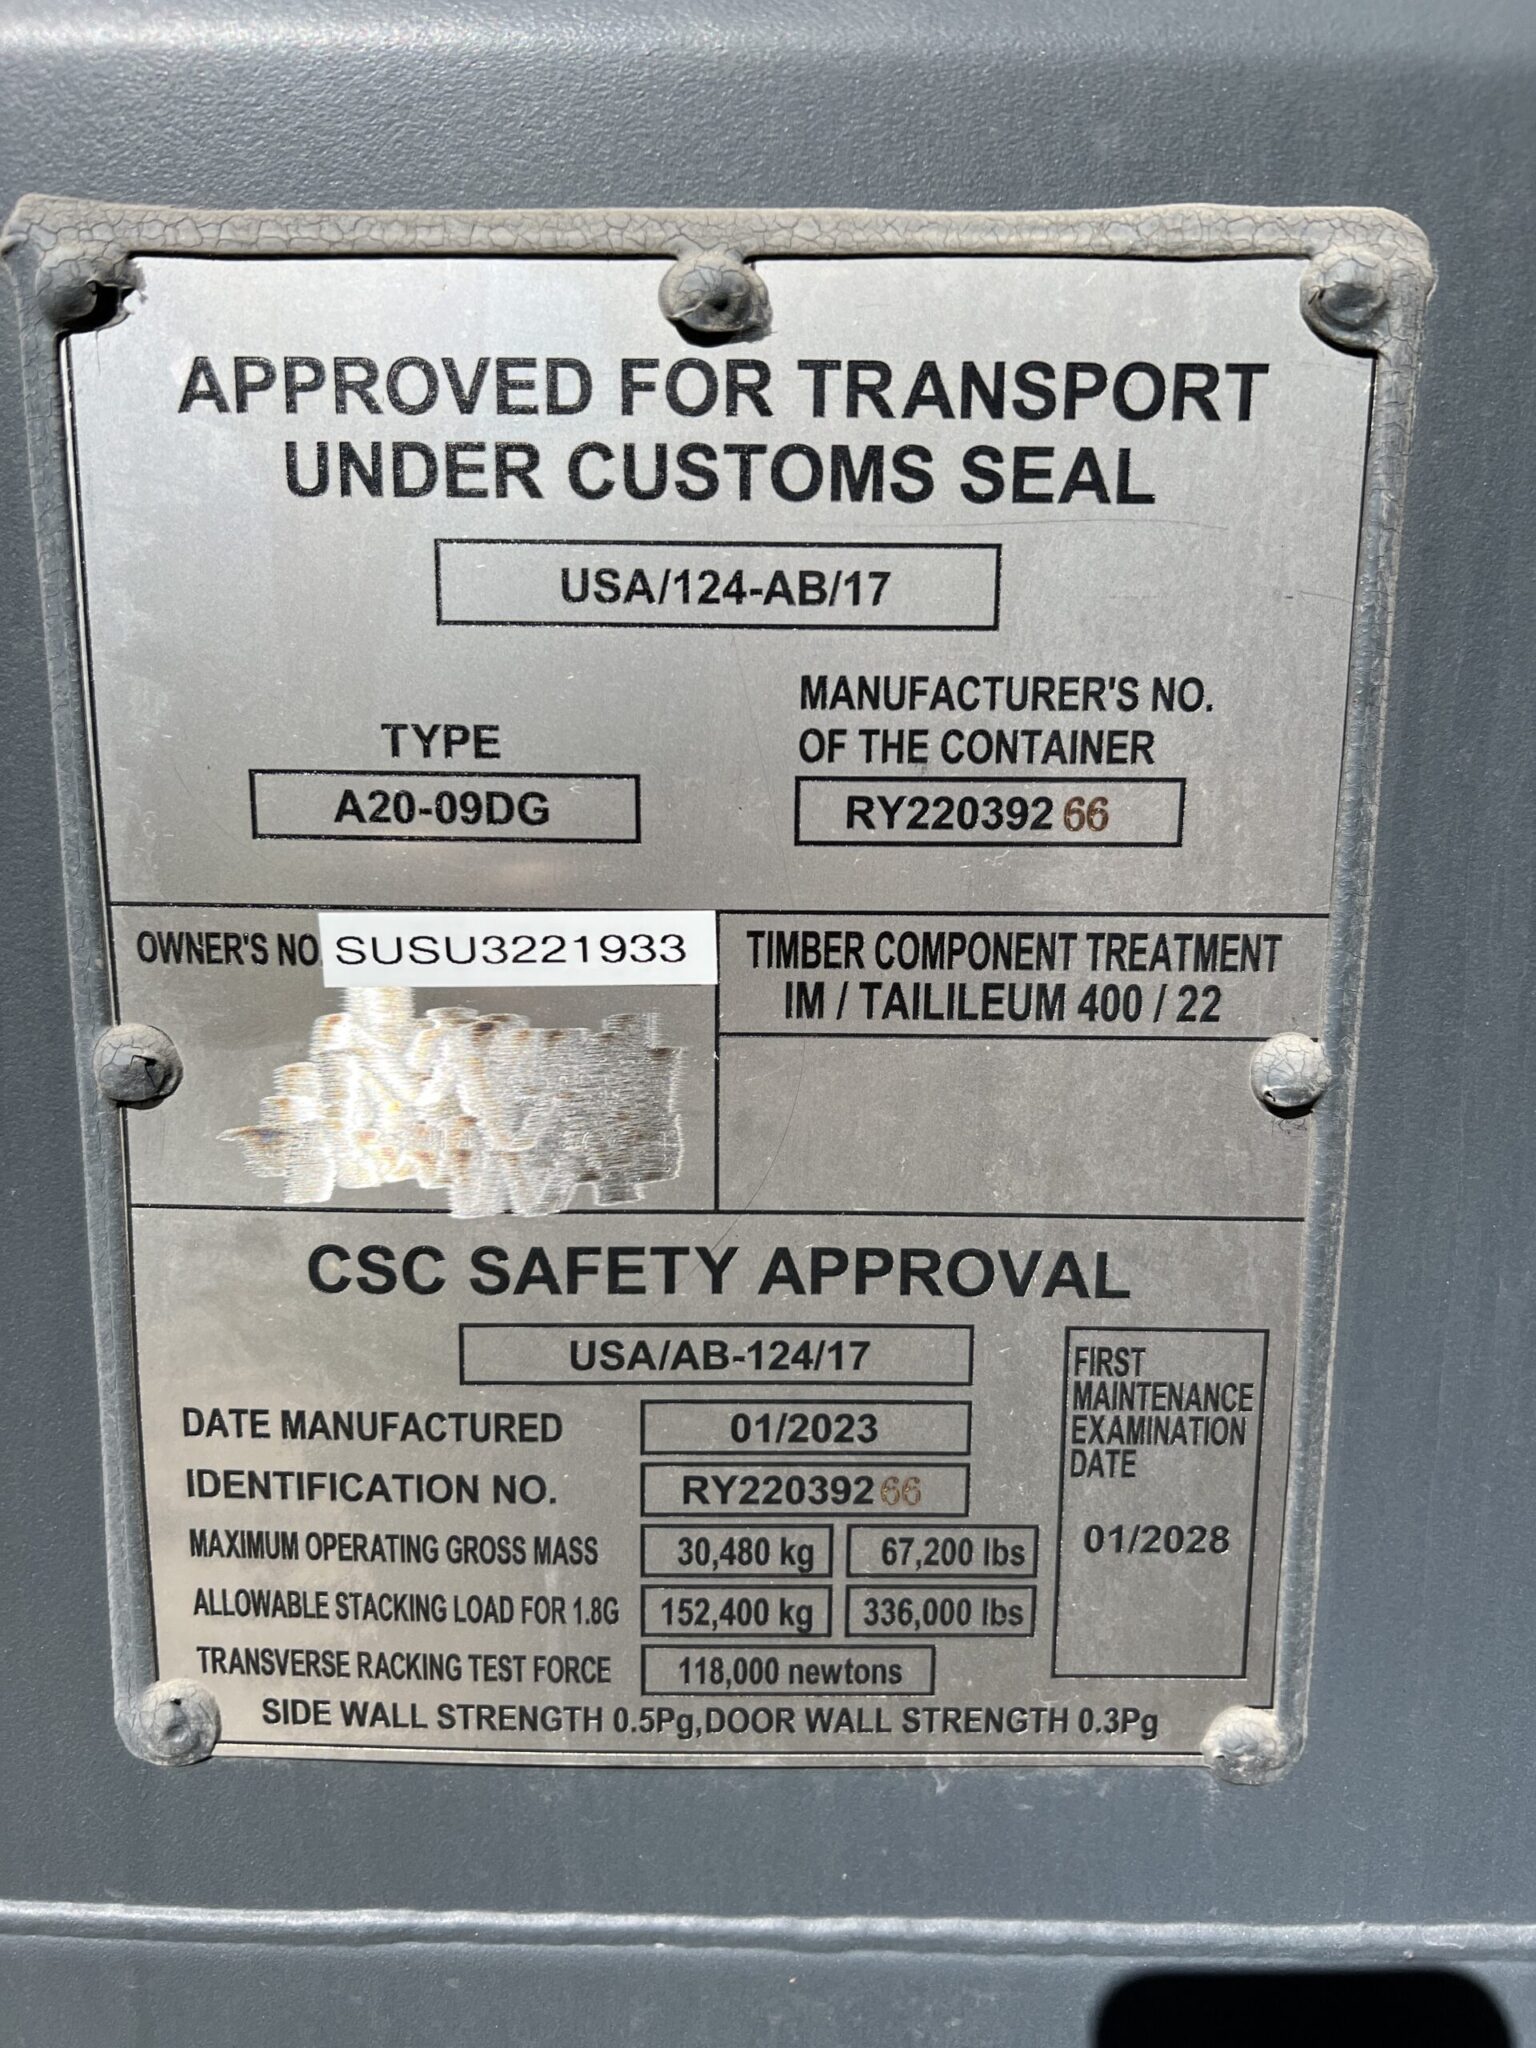 APPROVED FOR TRANSPORT
UNDER CUSTOMS SEAL
USA/124-AB/17
TYPE
A20-09DG
MANUFACTURER'S NO.
OF THE CONTAINER
RY22039266
OWNER'S NO. SUSU3221933
TIMBER COMPONENT TREATMENT
IM / TAILILEUM 400 / 22
CSC SAFETY APPROVAL
USA/AB-124/17
DATE MANUFACTURED 01/2023
IDENTIFICATION NO. RY22039266
MAXIMUM OPERATING GROSS MASS 30,480 kg 67,200 lbs
ALLOWABLE STACKING LOAD FOR 1.8G 152,400 kg 336,000 lbs
TRANSVERSE RACKING TEST FORCE 118,000 newtons
SIDE WALL STRENGTH 0.5Pg,DOOR WALL STRENGTH 0.3Pg
FIRST
MAINTENANCE
EXAMINATION
DATE
01/2028